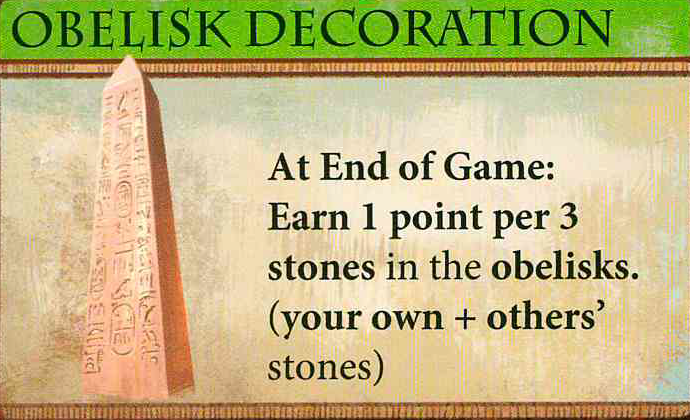 OBELISK DECORATION
At End of Game:
Earn 1 point per 3
stones in the obelisks.
(your own + others’
stones)